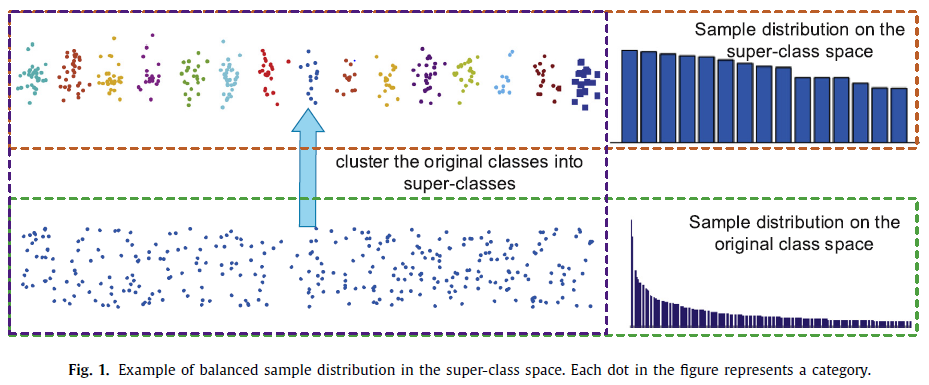 Sample distribution on the
super-class space
cluster the original classes into
super-classes
Sample distribution on the
original class space
Fig. 1. Example of balanced sample distribution in the super-class space. Each dot in the figure represents a category.